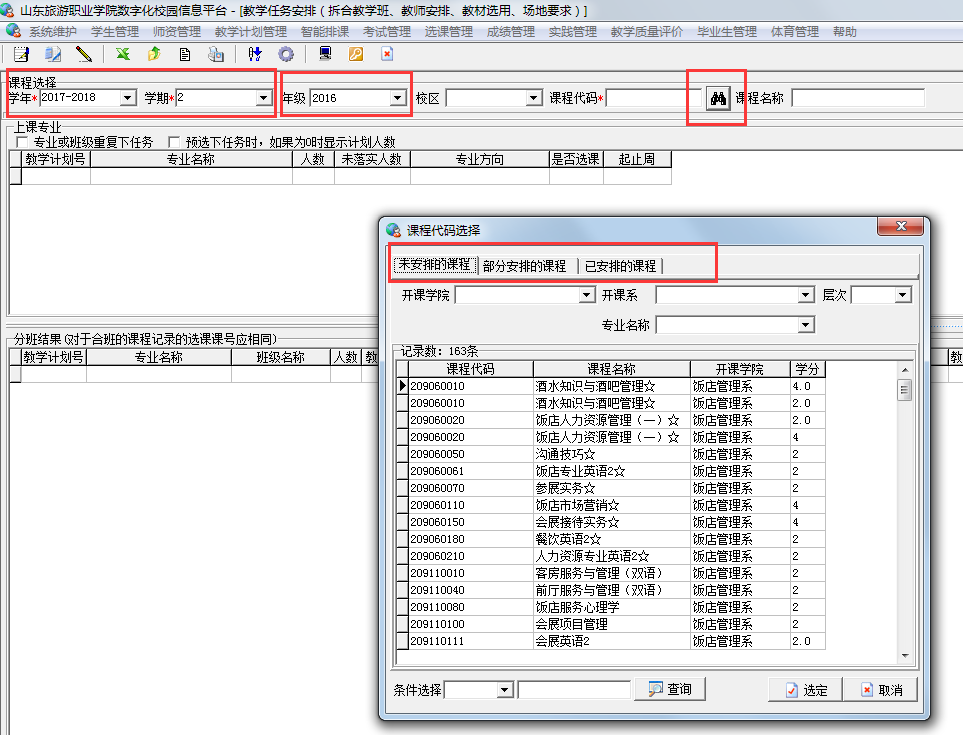 山东旅游职业学院数字化校园信息平台 - [教学任务安排（拆合教学班、教师安排、教材选用、场地要求）]
系统维护 学生管理 师资管理 教学计划管理 智能排课 考试管理 选课管理 成绩管理 实践管理 教学质量评价 毕业生管理 体育管理 帮助
课程选择
学年* 2017-2018 学期* 2 年级 2016 校区 课程代码* 课程名称
上课专业
专业或班级重复下任务 预选下任务时，如果为0时显示计划人数
教学计划号 专业名称 人数 未落实人数 专业方向 是否选课 起止周
课程代码选择
未安排的课程 部分安排的课程 已安排的课程
开课学院 开课系 层次
专业名称
分班结果(对于合班的课程记录的选课课号应相同)
教学计划号 专业名称 班级名称 人数 教 教
记录数: 163条
课程代码 课程名称 开课学院 学分
209060010 酒水知识与酒吧管理☆ 饭店管理系 4.0
209060010 酒水知识与酒吧管理☆ 饭店管理系 2.0
209060020 饭店人力资源管理（一）☆ 饭店管理系 2.0
209060020 饭店人力资源管理（一）☆ 饭店管理系 4
209060050 沟通技巧☆ 饭店管理系 2
209060061 饭店专业英语2☆ 饭店管理系 2
209060070 参展实务☆ 饭店管理系 2
209060110 饭店市场营销☆ 饭店管理系 4
209060150 会展接待实务☆ 饭店管理系 4
209060180 餐饮英语2☆ 饭店管理系 2
209060210 人力资源专业英语2☆ 饭店管理系 2
209110010 客房服务与管理（双语） 饭店管理系 2
209110040 前厅服务与管理（双语） 饭店管理系 2
209110080 饭店服务心理学 饭店管理系 2
209110100 会展项目管理 饭店管理系 2
209110111 会展英语2 饭店管理系 2.0
条件选择 查询 选定 取消